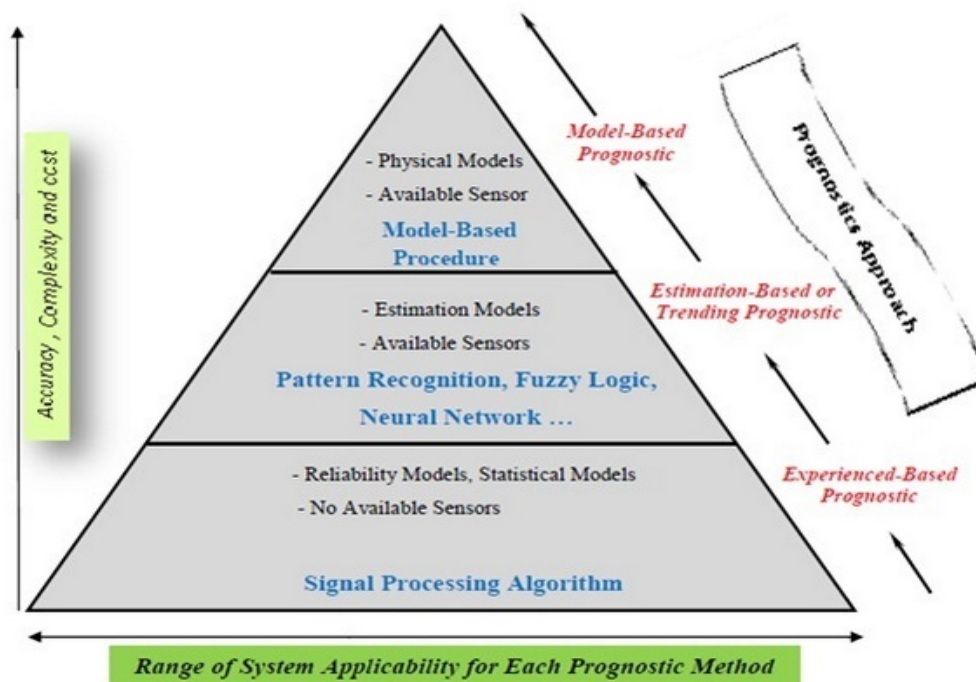 Accuracy , Complexity and ccst
- Physical Models
- Available Sensor
Model-Based
Procedure
- Estimation Models
- Available Sensors
Pattern Recognition, Fuzzy Logic,
Neural Network ...
- Reliability Models, Statistical Models
- No Available Sensors
Signal Processing Algorithm
Model-Based
Prognostic
Estimation-Based or
Trending Prognostic
Experienced-Based
Prognostic
Prognostics Approach
Range of System Applicability for Each Prognostic Method